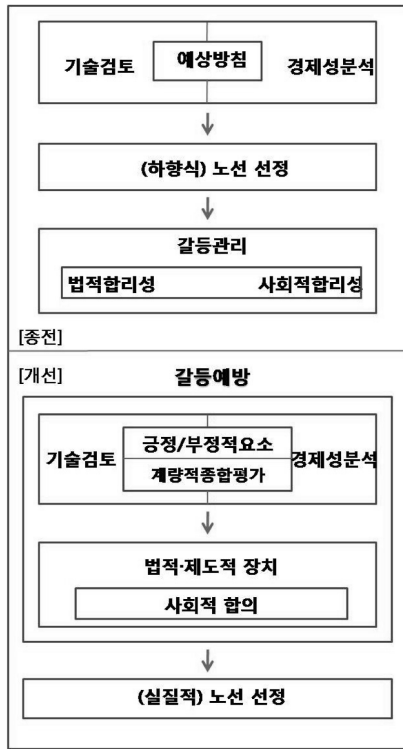 기술검토 예상방침 경제성분석
(하향식) 노선 선정
갈등관리
법적합리성 사회적합리성
[종전]
[개선] 갈등예방
긍정/부정적요소
기술검토 경제성분석
계량적종합평가
법적·제도적 장치
사회적 합의
(실질적) 노선 선정